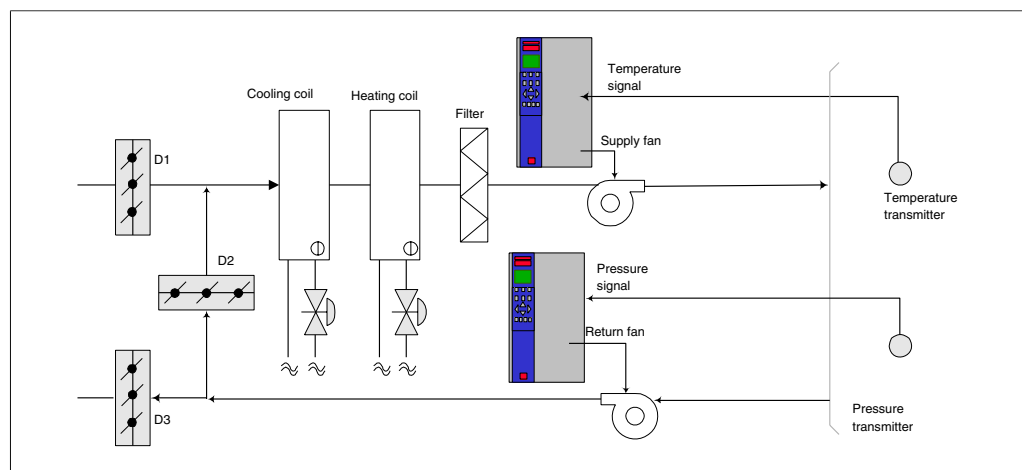 Temperature
signal
Cooling coil
Heating coil
Filter
Supply fan
D1
Temperature
transmitter
D2
Pressure
signal
Return fan
D3
Pressure
transmitter